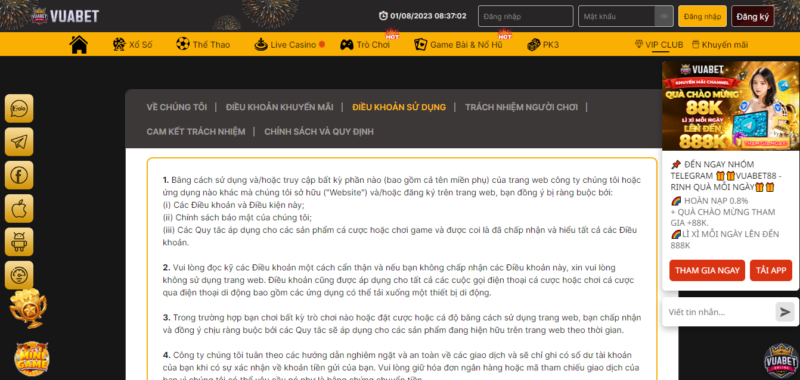 VUABET
01/08/2023 08:37:02
Đăng nhập
Mật khẩu
Đăng nhập
Đăng ký
Xổ Số
Thể Thao
Live Casino
Trò Chơi
HOT
Game Bài & Nổ Hũ
HOT
PK3
VIP CLUB
Khuyến mãi
VỀ CHÚNG TÔI | ĐIỀU KHOẢN KHUYẾN MÃI | ĐIỀU KHOẢN SỬ DỤNG | TRÁCH NHIỆM NGƯỜI CHƠI |
CAM KẾT TRÁCH NHIỆM | CHÍNH SÁCH VÀ QUY ĐỊNH
1. Bằng cách sử dụng và/hoặc truy cập bất kỳ phần nào (bao gồm cả tên miền phụ) của trang web công ty chúng tôi hoặc
ứng dụng nào khác mà chúng tôi sở hữu ("Website") và/hoặc đăng ký trên trang web, bạn đồng ý bị ràng buộc bởi:
(i) Các Điều khoản và Điều kiện này;
(ii) Chính sách bảo mật của chúng tôi;
(iii) Các Quy tắc áp dụng cho các sản phẩm cá cược hoặc chơi game và được coi là đã chấp nhận và hiểu tất cả các Điều
khoản.
2. Vui lòng đọc kỹ các Điều khoản một cách cẩn thận và nếu bạn không chấp nhận các Điều khoản này, xin vui lòng
không sử dụng trang web. Điều khoản cũng được áp dụng cho tất cả các cuộc gọi điện thoại cá cược hoặc chơi cá cược
qua điện thoại di động bao gồm các ứng dụng có thể tải xuống một thiết bị di động.
3. Trong trường hợp bạn chơi bất kỳ trò chơi nào hoặc đặt cược hoặc cá độ bằng cách sử dụng trang web, bạn chấp
nhận và đồng ý chịu ràng buộc bởi các Quy tắc sẽ áp dụng cho các sản phẩm đang hiện hữu trên trang web theo thời gian.
4. Công ty chúng tôi tuân theo các hướng dẫn nghiêm ngặt và an toàn về các giao dịch và sẽ chỉ ghi có số dư tài khoản
của bạn khi có sự xác nhận về khoản tiền gửi của bạn. Vui lòng giữ hóa đơn ngân hàng hoặc mã tham chiếu giao dịch của
Zalo
MINI
GAME
VUABET
KHUYẾN MÃI CHANNEL
QUÀ CHÀO MỪNG
88K
LÌ XÌ MỖI NGÀY
LÊN ĐẾN
888K
THAM GIA NGAY
ĐẾN NGAY NHÓM
TELEGRAM VUABET88 -
RINH QUÀ MỖI NGÀY
HOÀN NẠP 0.8%
+ QUÀ CHÀO MỪNG THAM
GIA +88K.
LÌ XÌ MỖI NGÀY LÊN ĐẾN
888K
THAM GIA NGAY
TẢI APP
Viết tin nhắn...
VUABET